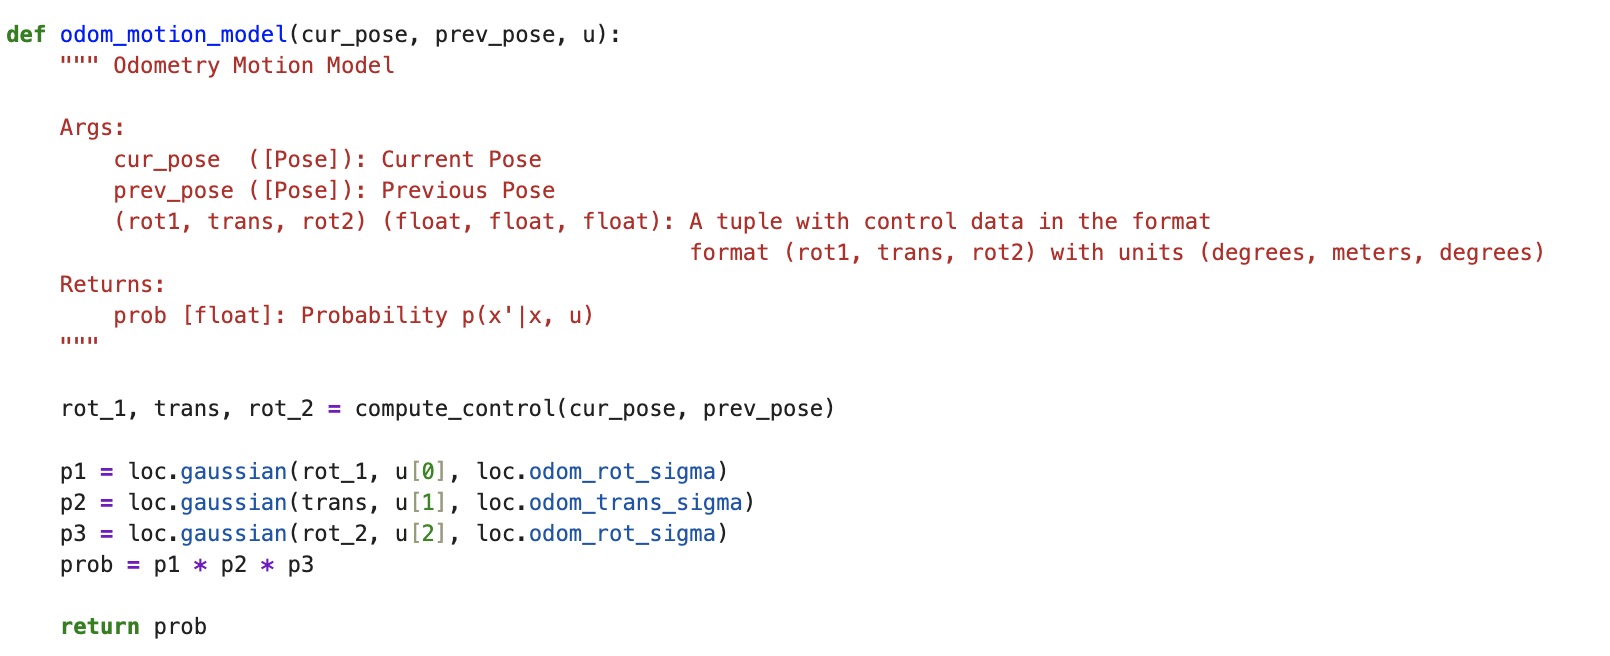 def odom_motion_model(cur_pose, prev_pose, u):
    """ Odometry Motion Model

    Args:
        cur_pose  ([Pose]): Current Pose
        prev_pose ([Pose]): Previous Pose
        (rot1, trans, rot2) (float, float, float): A tuple with control data in the format
                                                   format (rot1, trans, rot2) with units (degrees, meters, degrees)
    Returns:
        prob [float]: Probability p(x'|x, u)
    """

    rot_1, trans, rot_2 = compute_control(cur_pose, prev_pose)

    p1 = loc.gaussian(rot_1, u[0], loc.odom_rot_sigma)
    p2 = loc.gaussian(trans, u[1], loc.odom_trans_sigma)
    p3 = loc.gaussian(rot_2, u[2], loc.odom_rot_sigma)
    prob = p1 * p2 * p3

    return prob